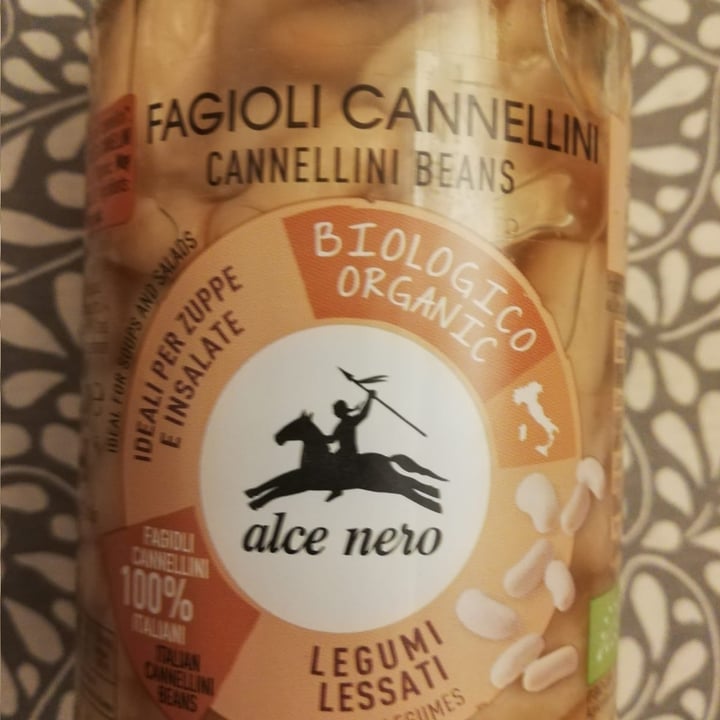 FAGIOLI CANNELLINI
CANNELLINI BEANS
BIOLOGICO
ORGANIC
IDEAL FOR SOUPS AND SALADS
IDEALI PER ZUPPE
E INSALATE
alce nero
FAGIOLI
CANNELLINI
100%
ITALIANI
ITALIAN
CANNELLINI
BEANS
LEGUMI
LESSATI
LEGUMES